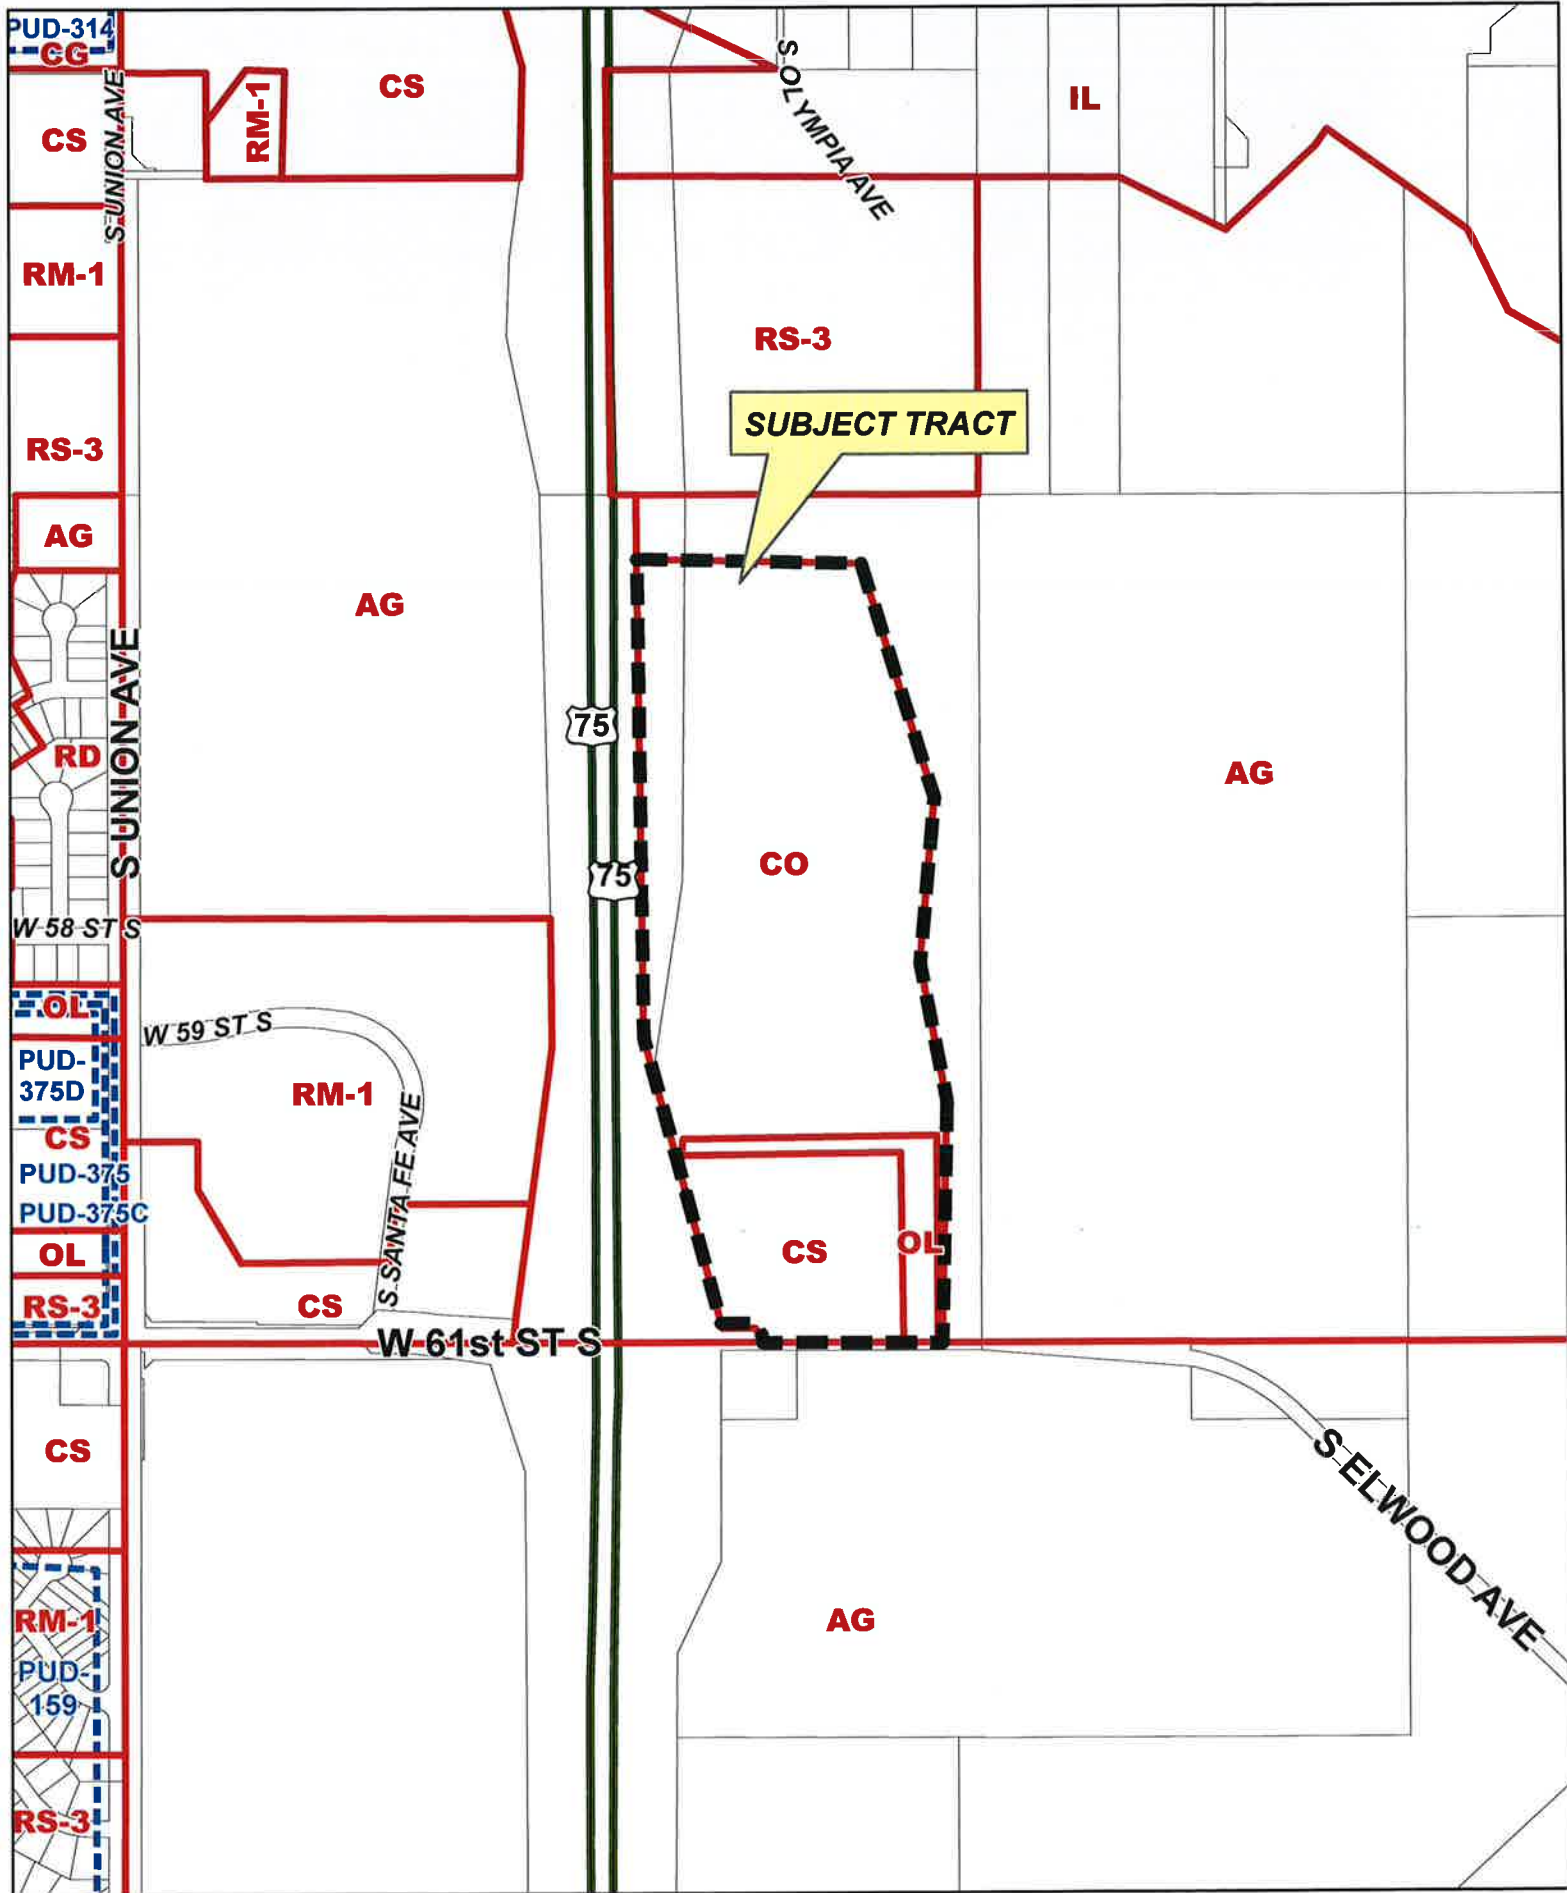 PUD-314
CG
CS
S UNION AVE
RM-1
CS
S OLYMPIA AVE
IL
RM-1
RS-3
RS-3
SUBJECT TRACT
AG
AG
S UNION AVE
RD
75
75
CO
AG
W 58 ST S
OL
W 59 ST S
PUD-
375D
RM-1
CS
PUD-375
PUD-375C
S SANTA FE AVE
OL
CS
OL
RS-3
CS
W 61st ST S
CS
S ELWOOD AVE
RM-1
AG
PUD-
159
RS-3